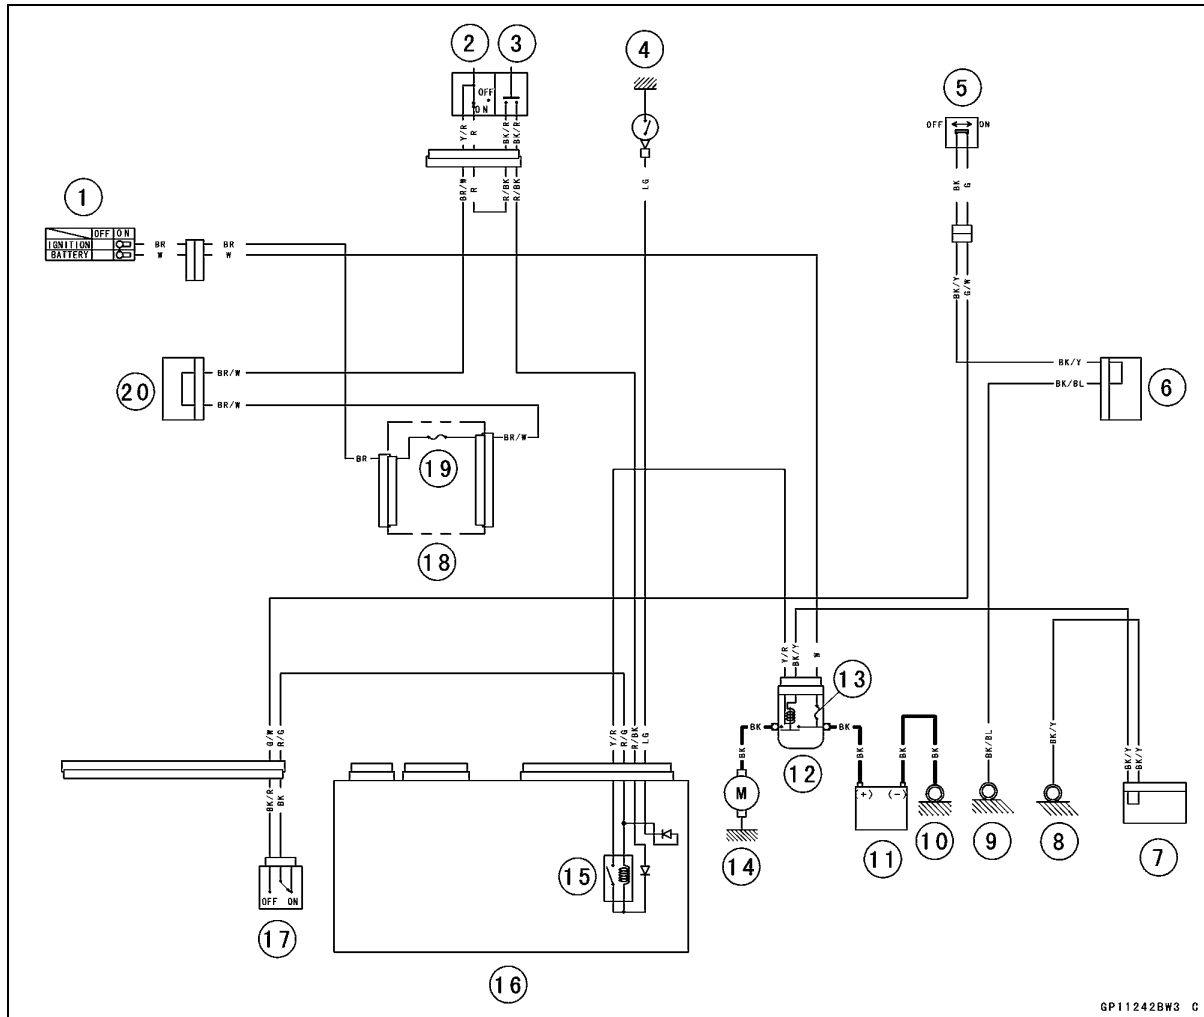 2 3 4
5
OFF
ON
OFF ON
Y/R R BK/R BK/R
BK G
LG
BR/W R R/BK R/BK
1
OFF ON
IGNITION
BATTERY
BR BR
W W
BK/Y G/W
20
BR/W
BR/W
BK/Y
BK/BL
6
BR/W
BR
19
18
Y/R BK/Y W
13
G/W R/G
Y/R R/G R/BK LG
BK BK
BK BK BK BK
BK/BL BK/Y BK/Y BK/Y
12
BK/R BK
M
(+) (-)
14 11 10 9 8 7
15
OFF ON
17
16
GP11242BW3 C